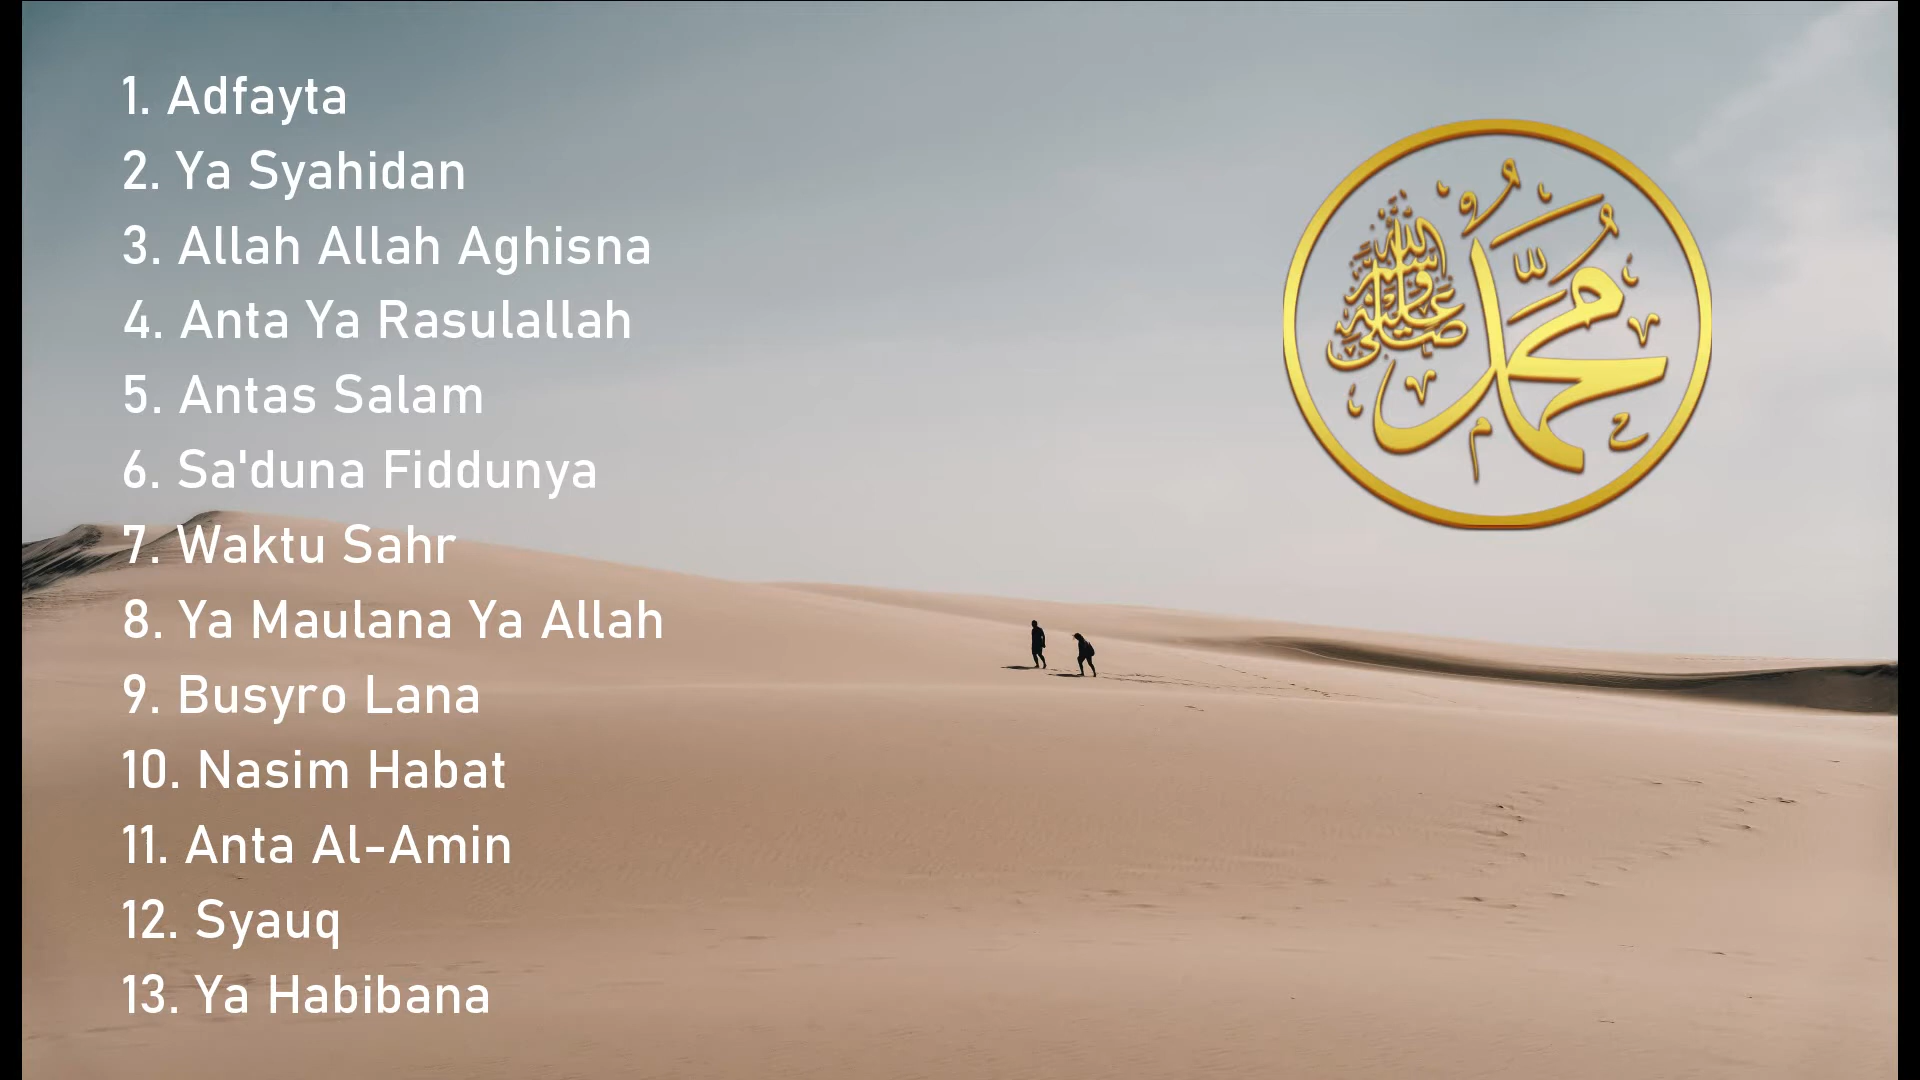 1. Adfayta
2. Ya Syahidan
3. Allah Allah Aghisna
4. Anta Ya Rasulallah
5. Antas Salam
6. Sa'duna Fiddunya
7. Waktu Sahr
8. Ya Maulana Ya Allah
9. Busyro Lana
10. Nasim Habat
11. Anta Al-Amin
12. Syauq
13. Ya Habibana
محمد
صلى الله عليه وسلم